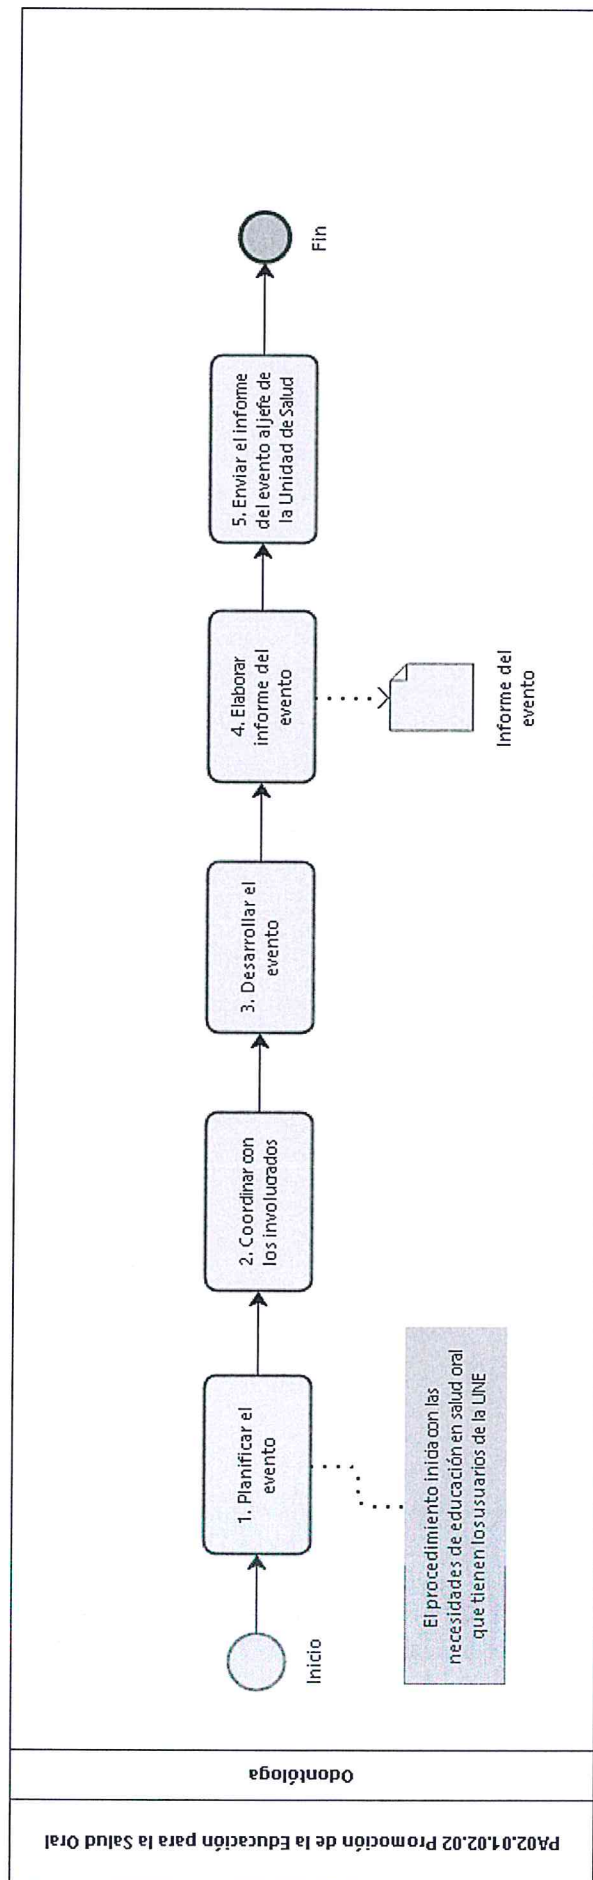 PA02.01.02.02 Promoción de la Educación para la Salud Oral
Odontóloga
Inicio
1. Planificar el
evento
El procedimiento inicia con las
necesidades de educación en salud oral
que tienen los usuarios de la UNE
2. Coordinar con
los involucrados
3. Desarrollar el
evento
4. Elaborar
informe del
evento
Informe del
evento
5. Enviar el informe
del evento al jefe de
la Unidad de Salud
Fin